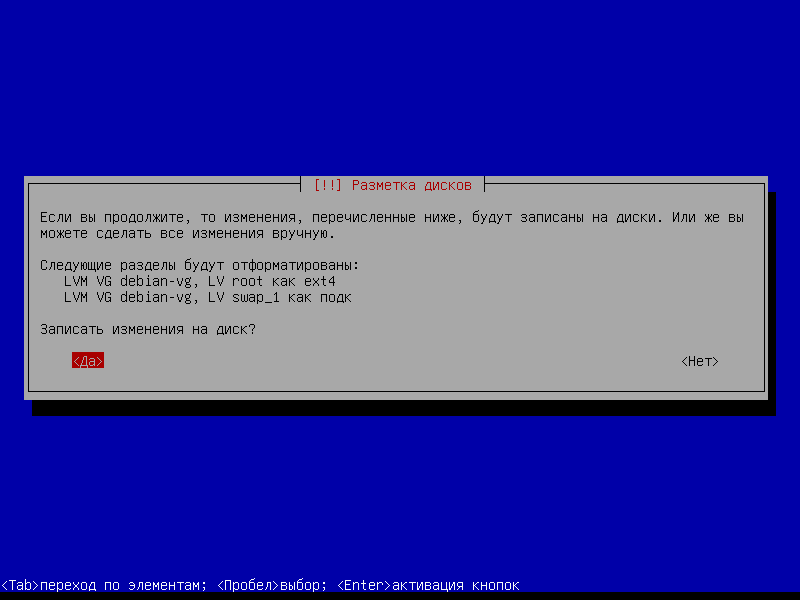 [!!] Разметка дисков
Если вы продолжите, то изменения, перечисленные ниже, будут записаны на диски. Или же вы
можете сделать все изменения вручную.
Следующие разделы будут отформатированы:
LVM VG debian-vg, LV root как ext4
LVM VG debian-vg, LV swap_1 как подк
Записать изменения на диск?
<Да> <Нет>
<Tab>переход по элементам; <Пробел>выбор; <Enter>активация кнопок